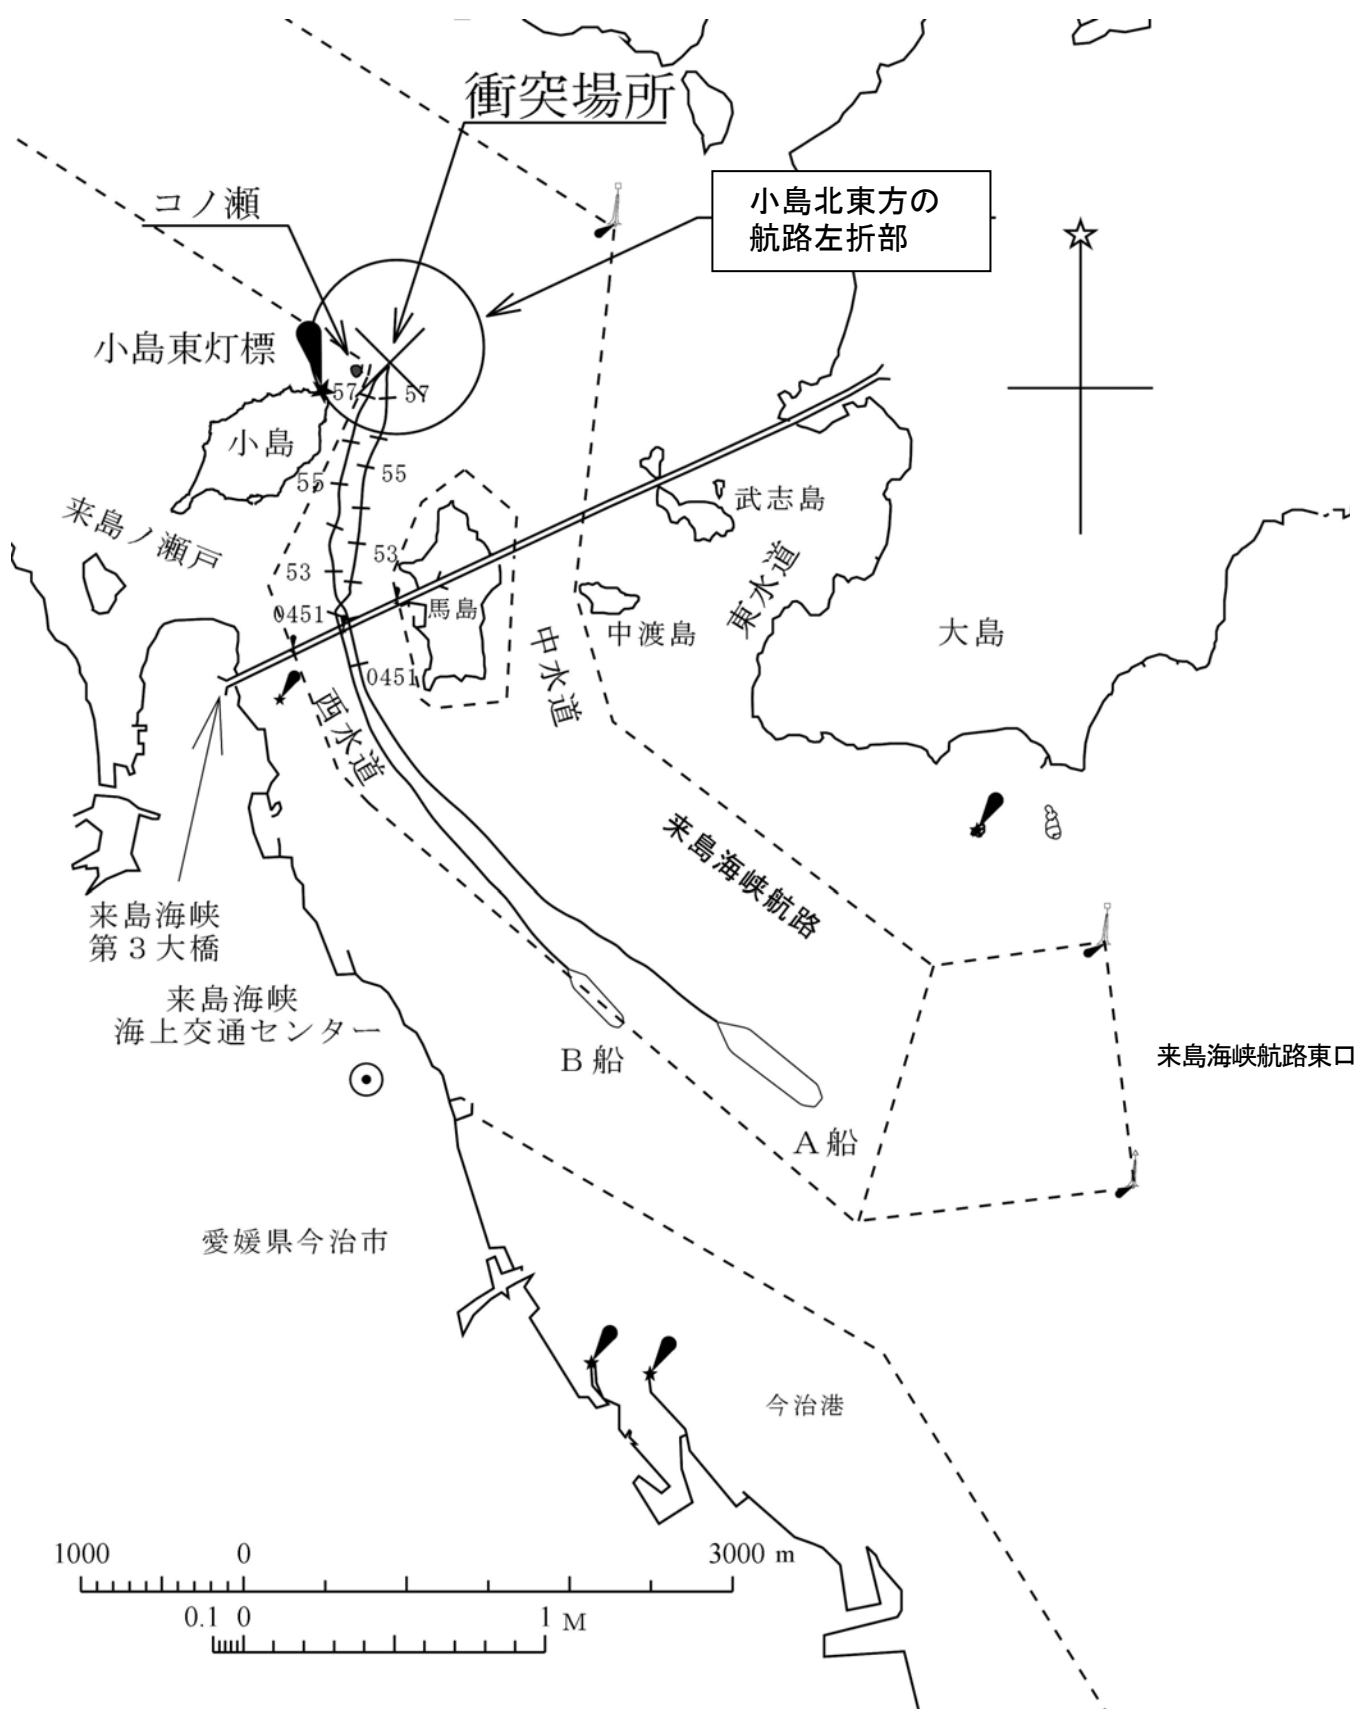 衝突場所
コノ瀬
小島北東方の
航路左折部
小島東灯標
57
57
小島
55
55
来島ノ瀬戸
武志島
53
53
東水道
0451
馬島
中渡島
大島
0451
中水道
西水道
来島海峡航路
来島海峡
第3大橋
来島海峡
海上交通センター
B船
来島海峡航路東口
A船
愛媛県今治市
今治港
1000 0 3000 m
0.1 0 1 M